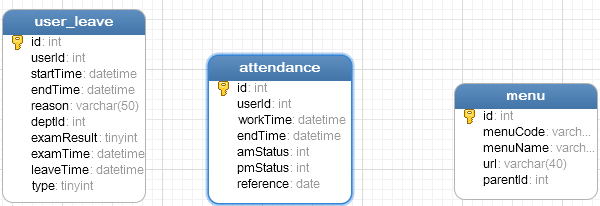 user_leave
id: int
userId: int
startTime: datetime
endTime: datetime
reason: varchar(50)
deptId: int
examResult: tinyint
examTime: datetime
leaveTime: datetime
type: tinyint
attendance
id: int
userId: int
workTime: datetime
endTime: datetime
amStatus: int
pmStatus: int
reference: date
menu
id: int
menuCode: varch...
menuName: varch...
url: varchar(40)
parentId: int